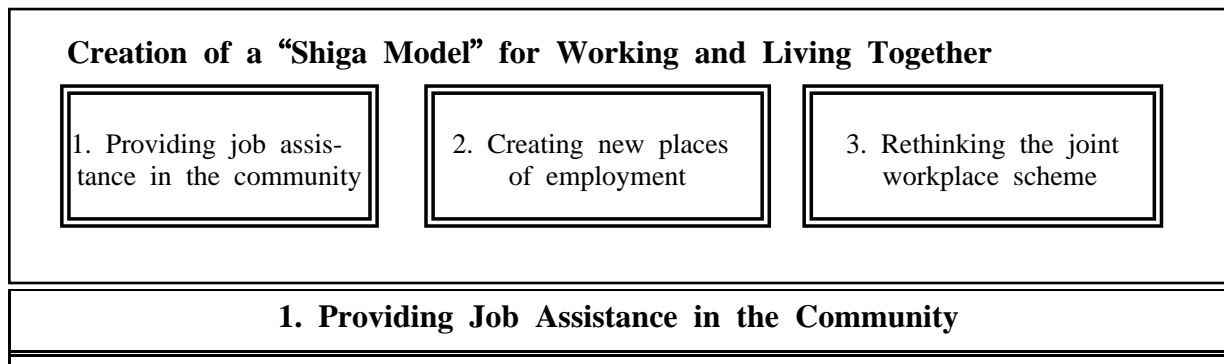 Creation of a “Shiga Model” for Working and Living Together
1. Providing job assis-
tance in the community
2. Creating new places
of employment
3. Rethinking the joint
workplace scheme
1. Providing Job Assistance in the Community